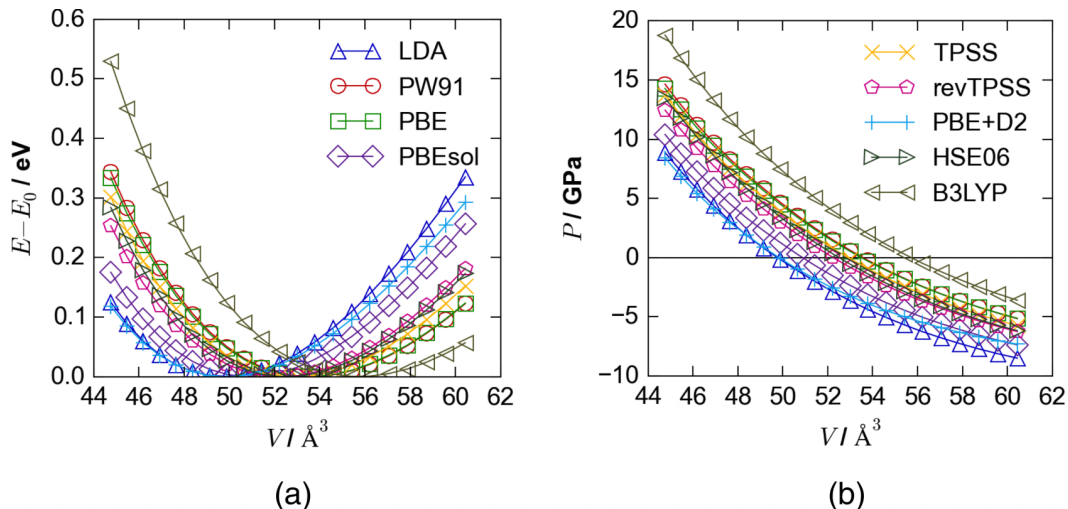 0.6
0.5
0.4
0.3
0.2
0.1
0.0
E−E₀ / eV
LDA
PW91
PBE
PBEsol
44 46 48 50 52 54 56 58 60 62
V / Å³
(a)
20
15
10
5
0
−5
−10
P / GPa
TPSS
revTPSS
PBE+D2
HSE06
B3LYP
44 46 48 50 52 54 56 58 60 62
V / Å³
(b)